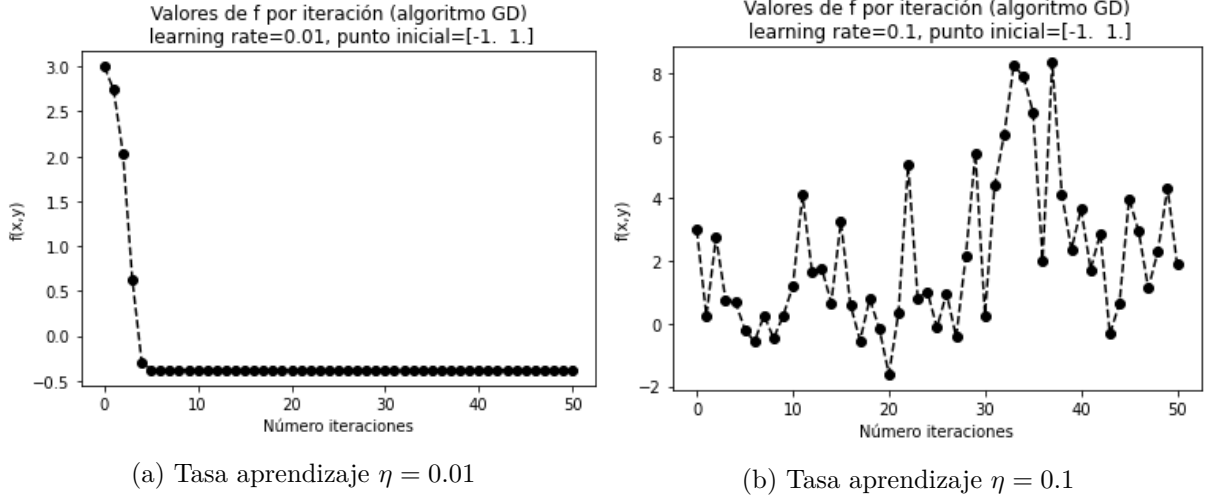 Valores de f por iteración (algoritmo GD)
learning rate=0.01, punto inicial=[-1.  1.]
3.0
2.5
2.0
1.5
1.0
0.5
0.0
−0.5
f(x,y)
0 10 20 30 40 50
Número iteraciones
(a) Tasa aprendizaje η = 0.01
Valores de f por iteración (algoritmo GD)
learning rate=0.1, punto inicial=[-1.  1.]
8
6
4
2
0
−2
f(x,y)
0 10 20 30 40 50
Número iteraciones
(b) Tasa aprendizaje η = 0.1